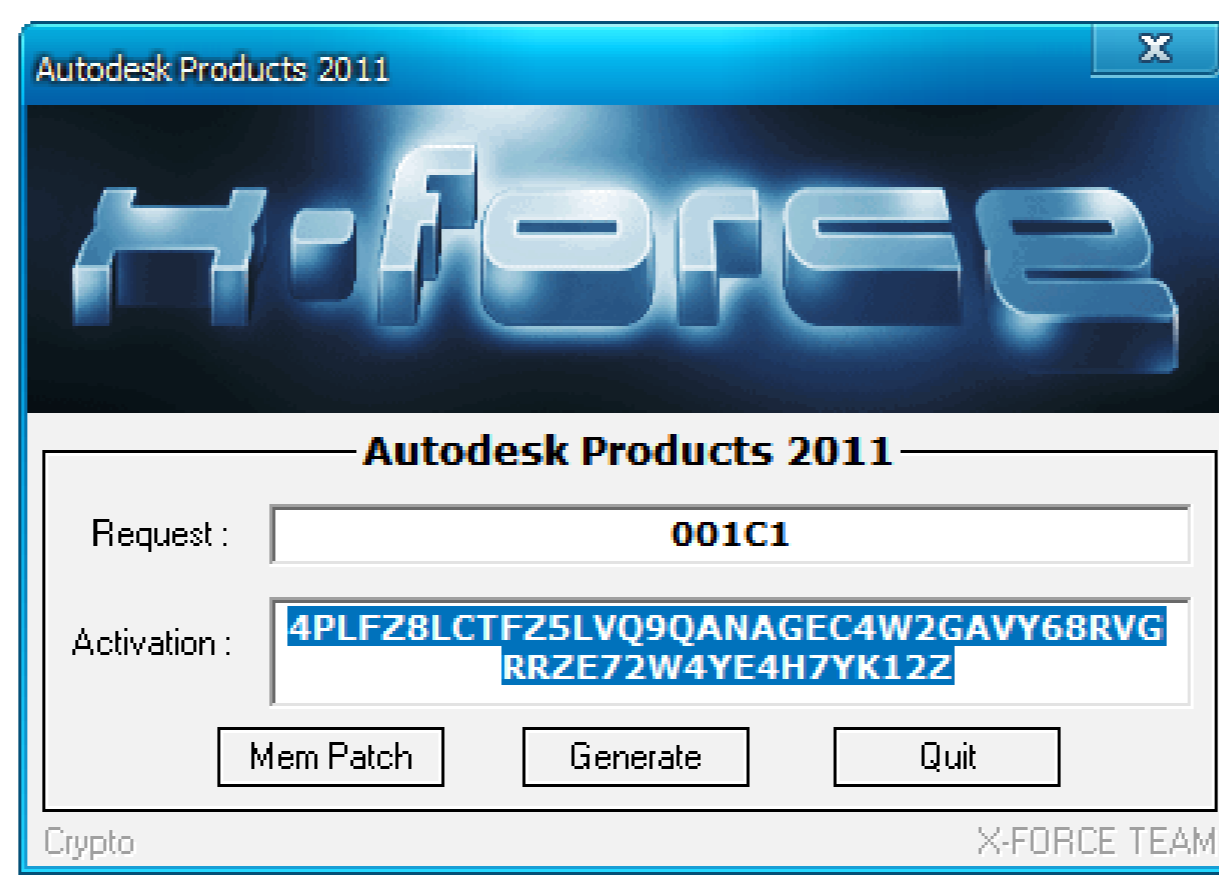 Autodesk Products 2011
X
X-force
Autodesk Products 2011
Request :
001C1
Activation :
4PLFZ8LCTFZ5LVQ9QANAGEC4W2GAVY68RVG
RRZE72W4YE4H7YK12Z
Mem Patch Generate Quit
Crypto X-FORCE TEAM